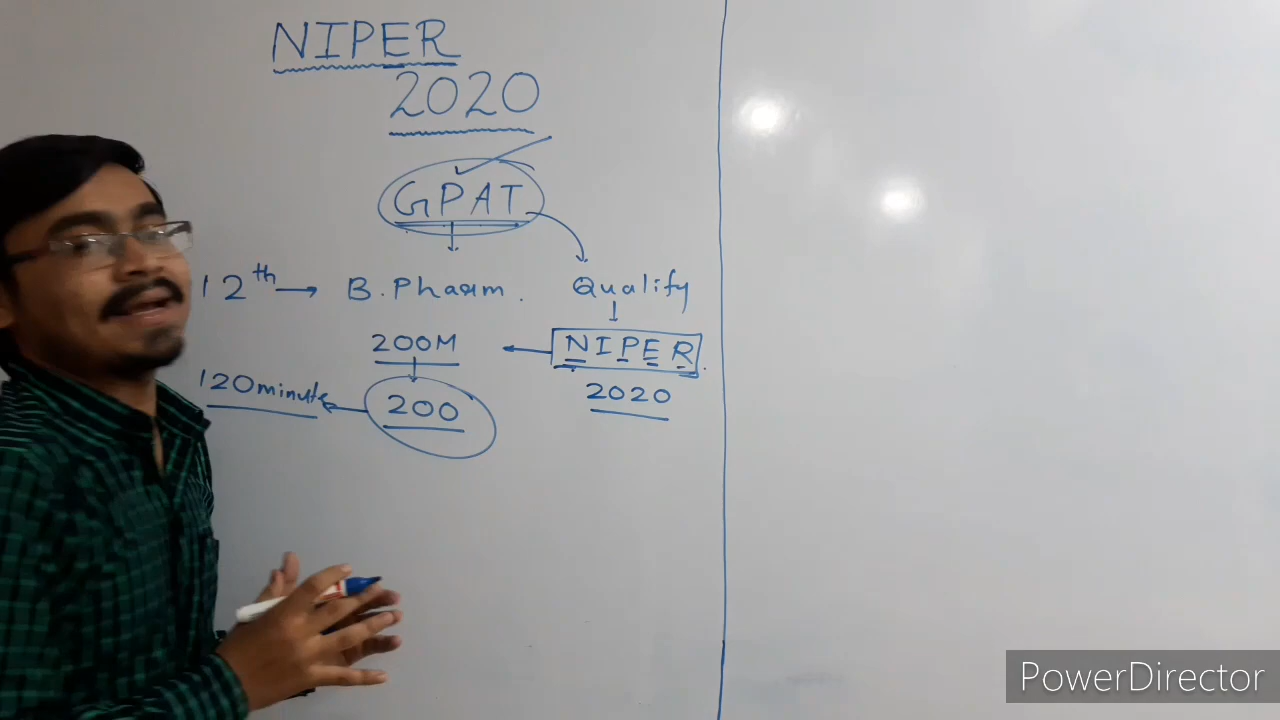 NIPER
2020
GPAT
12th → B.Pharm. Qualify
200M ← NIPER.
120minute ← 200 2020
PowerDirector